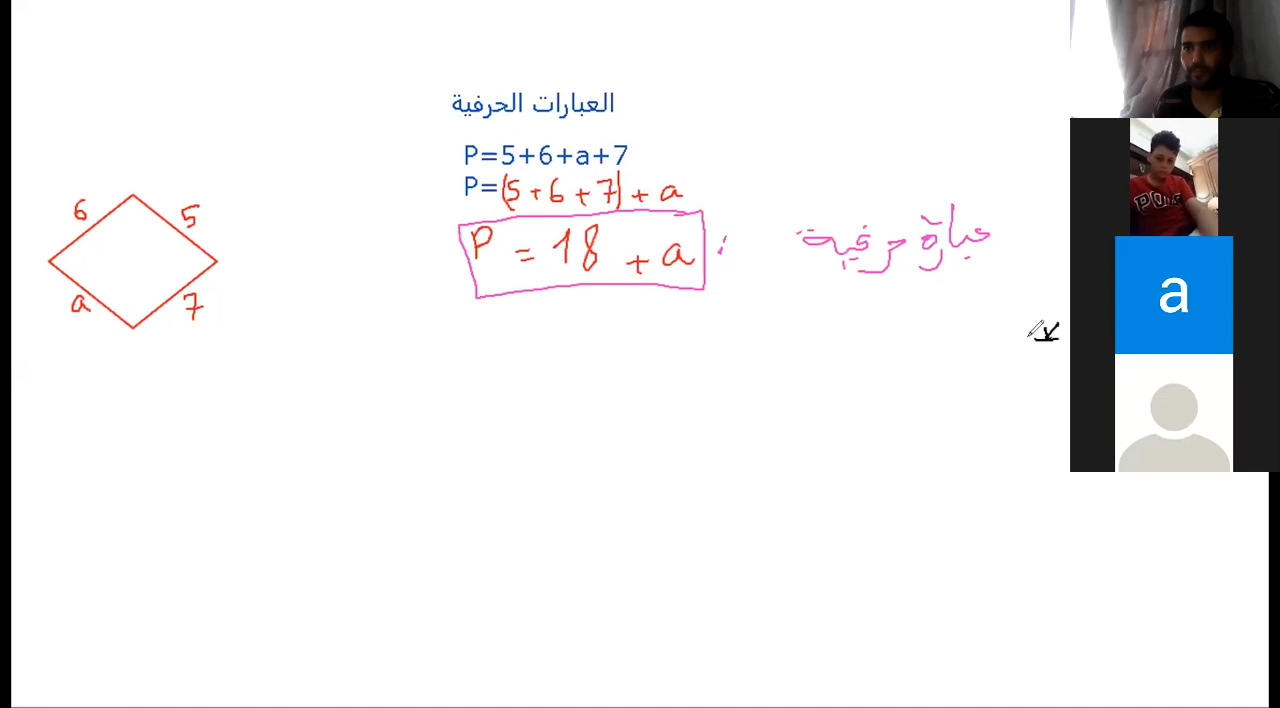 العبارات الحرفية
P=5+6+a+7
P=(5+6+7)+a
P=18+a : عبارة حرفية
6
5
a
7
a